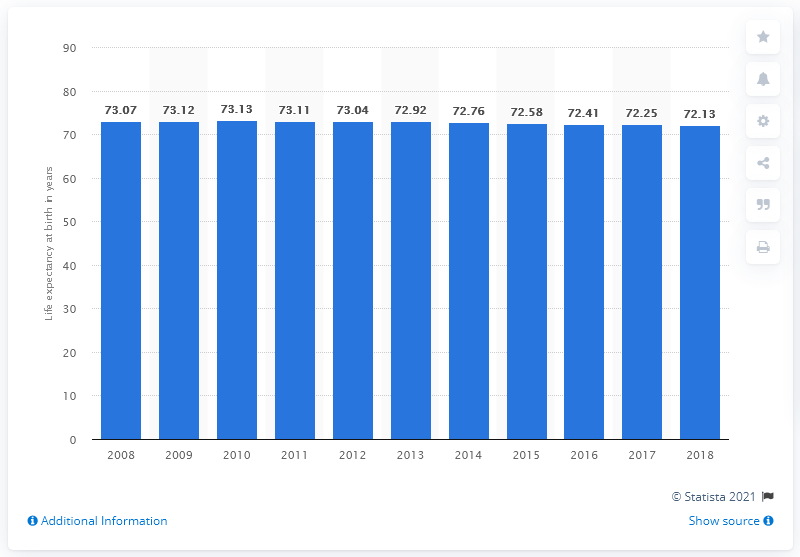 90
80
70
60
50
40
30
20
10
0
Life expectancy at birth in years
73.07 73.12 73.13 73.11 73.04 72.92 72.76 72.58 72.41 72.25 72.13
2008 2009 2010 2011 2012 2013 2014 2015 2016 2017 2018
© Statista 2021
Additional Information
Show source